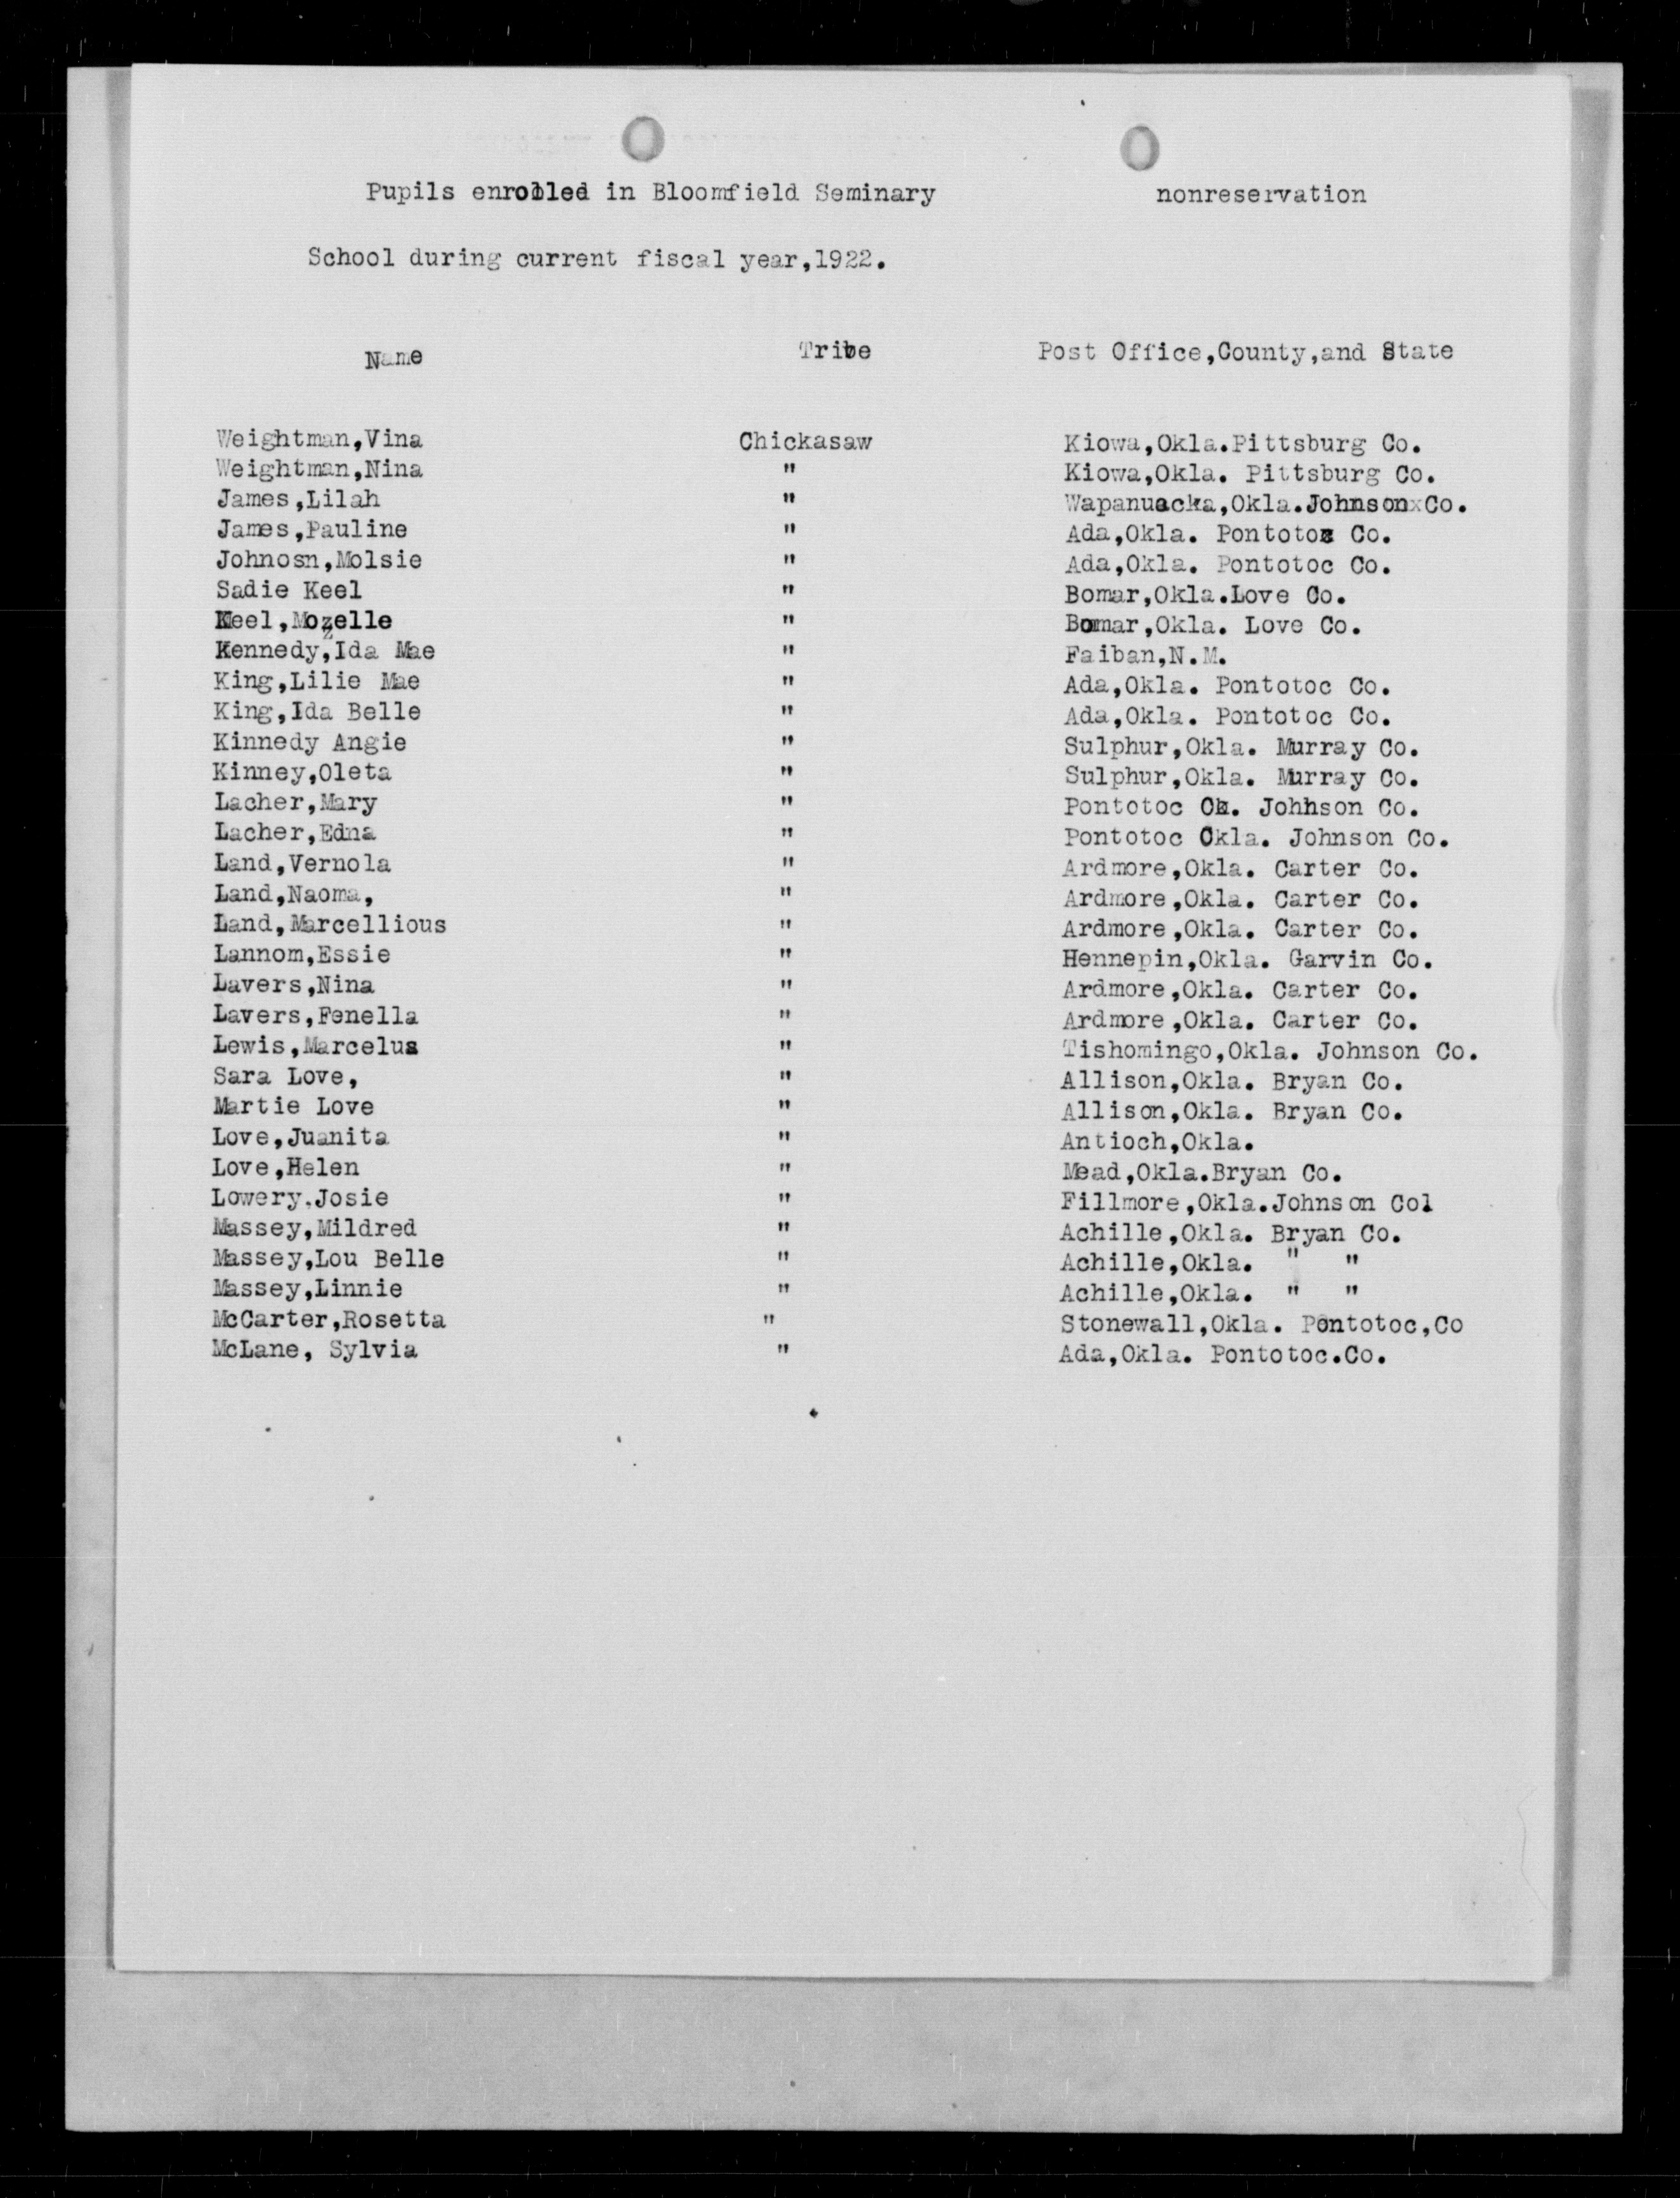 Pupils enrolled in Bloomfield Seminary nonreservation
School during current fiscal year,1922.
Name Tribe Post Office,County,and State
Weightman,Vina Chickasaw Kiowa,Okla.Pittsburg Co.
Weightman,Nina " Kiowa,Okla. Pittsburg Co.
James,Lilah " Wapanucka,Okla.JohnsonxCo.
James,Pauline " Ada,Okla. Pontotoc Co.
Johnosn,Molsie " Ada,Okla. Pontotoc Co.
Sadie Keel " Bomar,Okla.Love Co.
Keel,Mozelle " Bomar,Okla. Love Co.
Kennedy,Ida Mae " Faiban,N.M.
King,Lilie Mae " Ada,Okla. Pontotoc Co.
King,Ida Belle " Ada,Okla. Pontotoc Co.
Kinnedy Angie " Sulphur,Okla. Murray Co.
Kinney,Oleta " Sulphur,Okla. Murray Co.
Lacher,Mary " Pontotoc Ok. Johnson Co.
Lacher,Edna " Pontotoc Okla. Johnson Co.
Land,Vernola " Ardmore,Okla. Carter Co.
Land,Naoma, " Ardmore,Okla. Carter Co.
Land,Marcellious " Ardmore,Okla. Carter Co.
Lannom,Essie " Hennepin,Okla. Garvin Co.
Lavers,Nina " Ardmore,Okla. Carter Co.
Lavers,Fenella " Ardmore,Okla. Carter Co.
Lewis,Marcelus " Tishomingo,Okla. Johnson Co.
Sara Love, " Allison,Okla. Bryan Co.
Martie Love " Allison,Okla. Bryan Co.
Love,Juanita " Antioch,Okla.
Love,Helen " Mead,Okla.Bryan Co.
Lowery.Josie " Fillmore,Okla.Johnson Col
Massey,Mildred " Achille,Okla. Bryan Co.
Massey,Lou Belle " Achille,Okla. " "
Massey,Linnie " Achille,Okla. " "
McCarter,Rosetta " Stonewall,Okla. Pontotoc,Co
McLane, Sylvia " Ada,Okla. Pontotoc.Co.